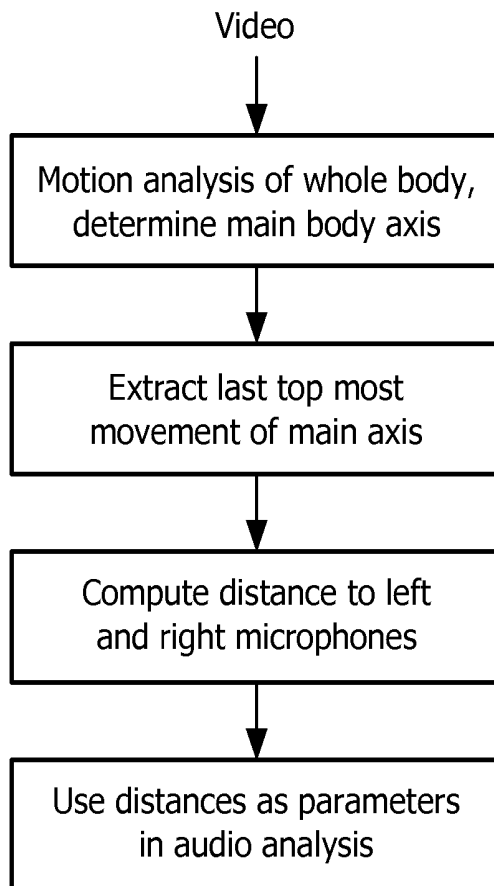 Video
Motion analysis of whole body,
determine main body axis
Extract last top most
movement of main axis
Compute distance to left
and right microphones
Use distances as parameters
in audio analysis